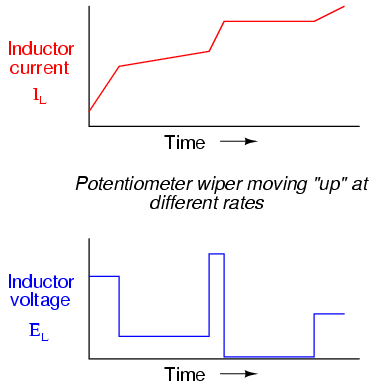 Inductor
current
IL
Time
Potentiometer wiper moving "up" at
different rates
Inductor
voltage
EL
Time